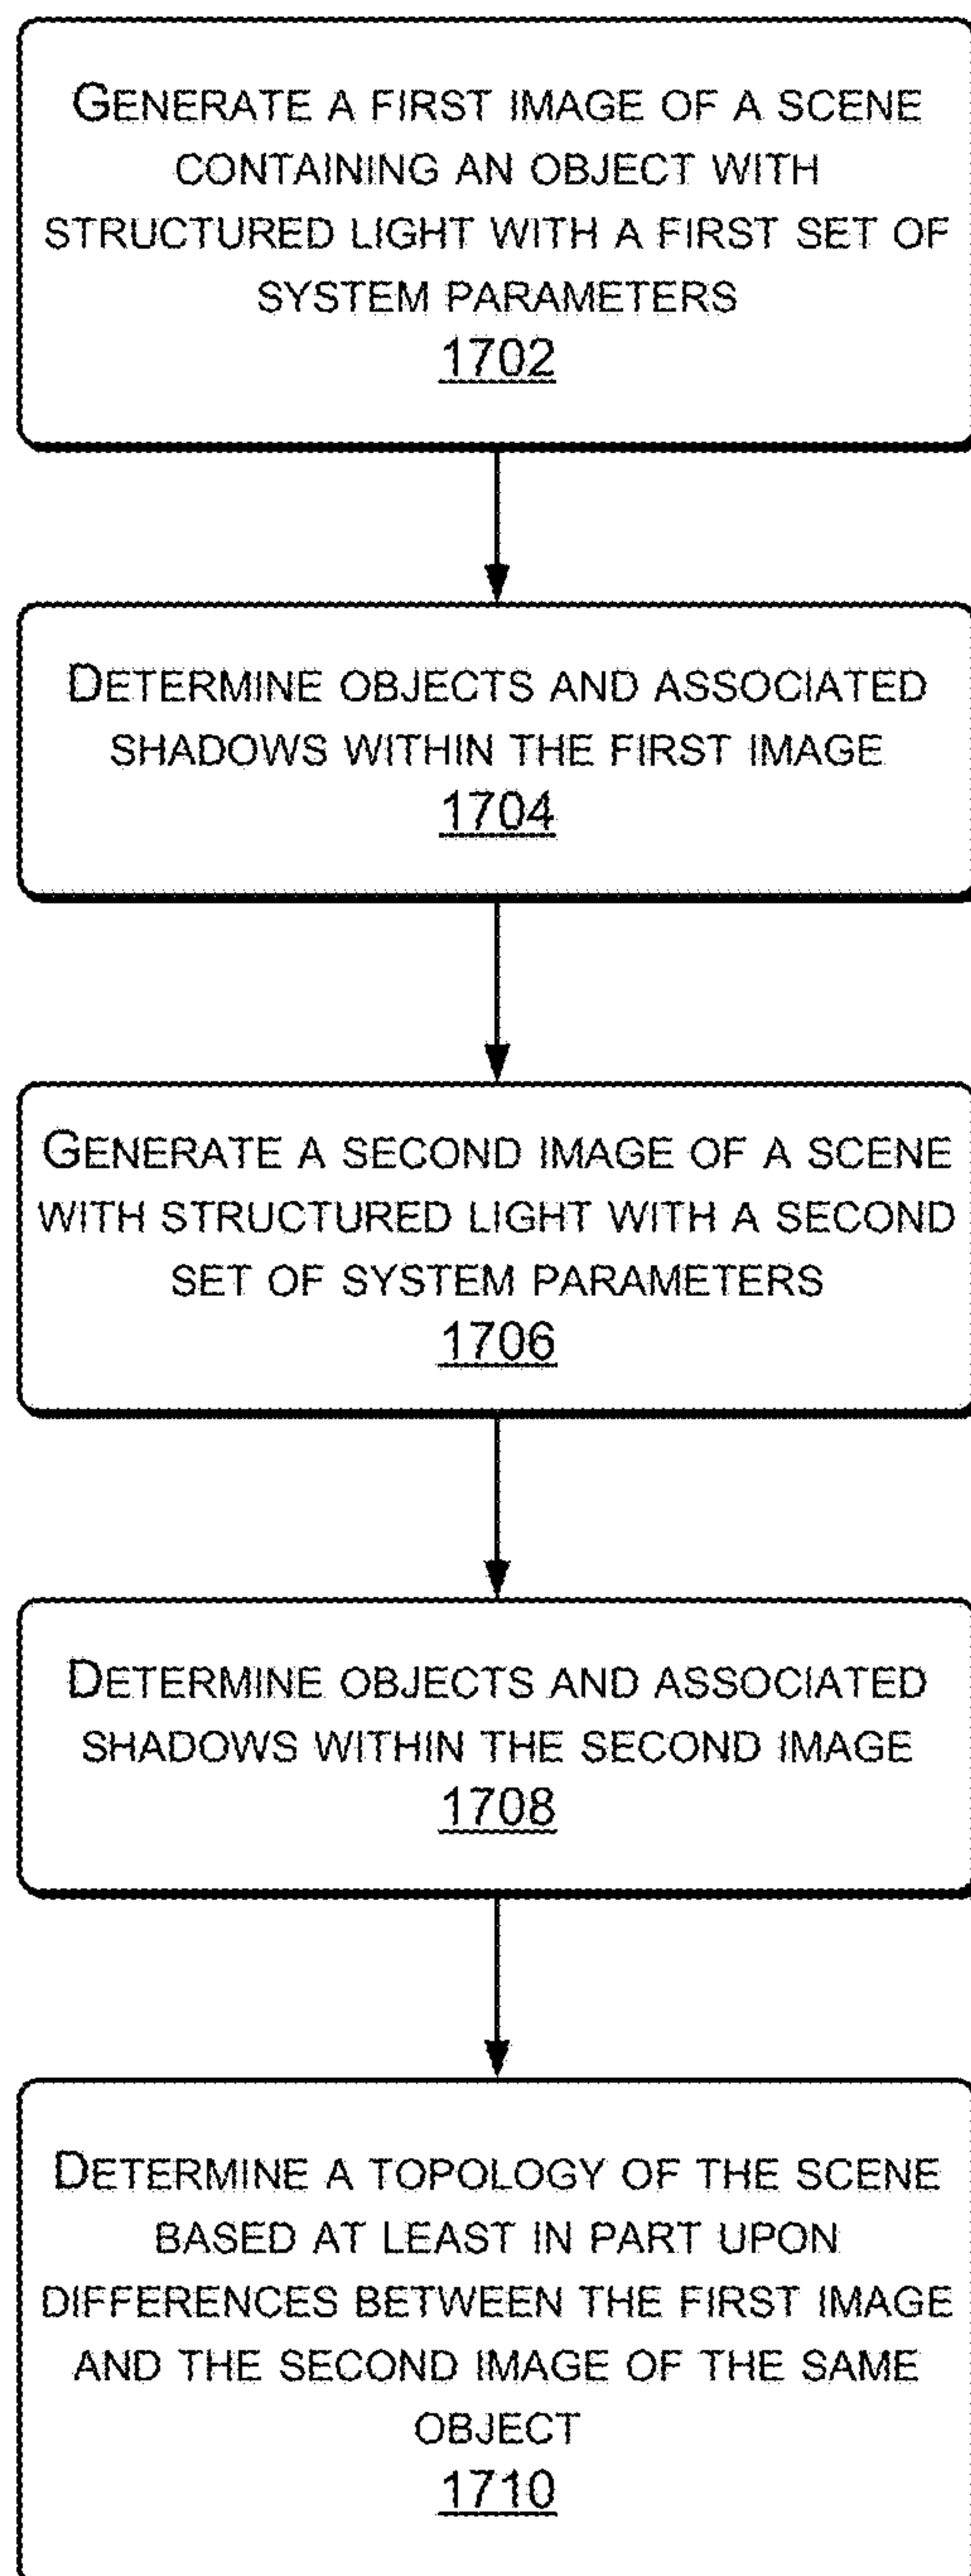 GENERATE A FIRST IMAGE OF A SCENE
CONTAINING AN OBJECT WITH
STRUCTURED LIGHT WITH A FIRST SET OF
SYSTEM PARAMETERS
1702
DETERMINE OBJECTS AND ASSOCIATED
SHADOWS WITHIN THE FIRST IMAGE
1704
GENERATE A SECOND IMAGE OF A SCENE
WITH STRUCTURED LIGHT WITH A SECOND
SET OF SYSTEM PARAMETERS
1706
DETERMINE OBJECTS AND ASSOCIATED
SHADOWS WITHIN THE SECOND IMAGE
1708
DETERMINE A TOPOLOGY OF THE SCENE
BASED AT LEAST IN PART UPON
DIFFERENCES BETWEEN THE FIRST IMAGE
AND THE SECOND IMAGE OF THE SAME
OBJECT
1710